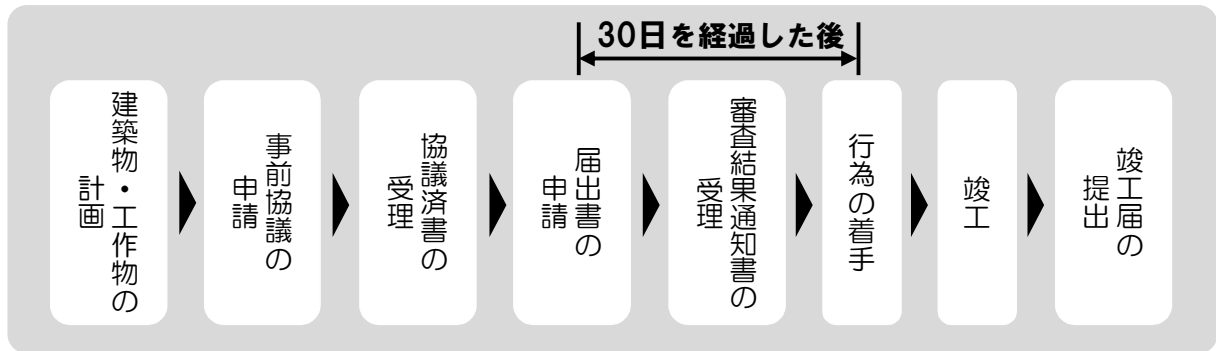 30日を経過した後
建築物・工作物の
計画
事前協議の
申請
協議済書の
受理
届出書の
申請
審査結果通知書の
受理
行為の着手
竣工
竣工届の
提出